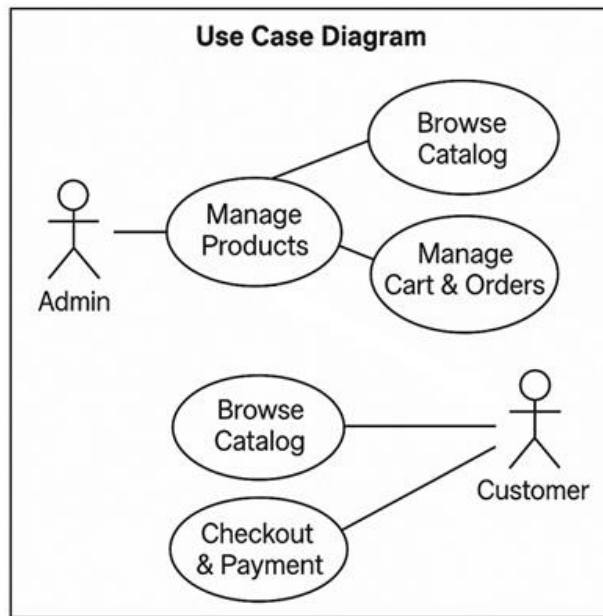 Use Case Diagram
Browse
Catalog
Manage
Products
Manage
Cart & Orders
Admin
Browse
Catalog
Customer
Checkout
& Payment